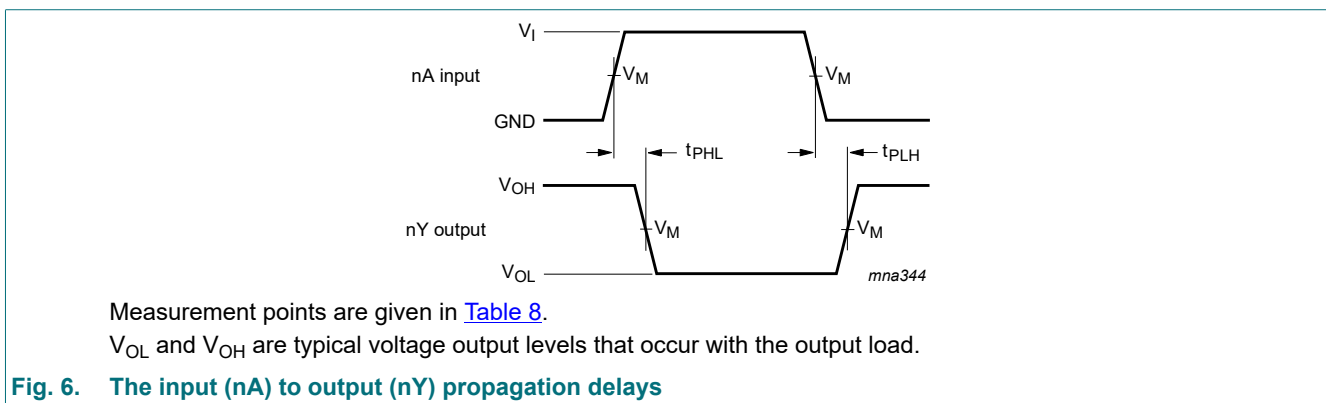 V_I
nA input
V_M
V_M
GND
t_PHL
t_PLH
V_OH
nY output
V_M
V_M
V_OL
mna344
Measurement points are given in Table 8.
V_OL and V_OH are typical voltage output levels that occur with the output load.
Fig. 6. The input (nA) to output (nY) propagation delays